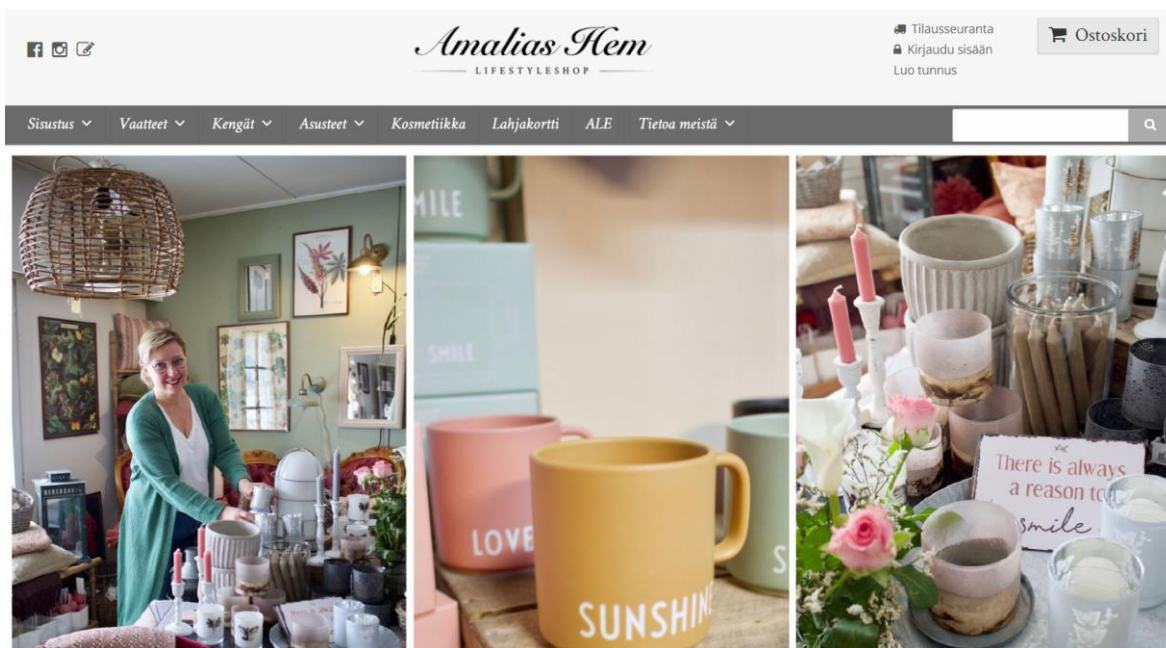 Amalias Hem
LIFESTYLESHOP
Tilausseuranta
Kirjaudu sisään
Luo tunnus
Ostoskori
Sisustus
Vaatteet
Kengät
Asusteet
Kosmetiikka
Lahjakortti
ALE
Tietoa meistä
MILE
SMILE
LOVE
SUNSHINE
S
There is always
a reason to
smile